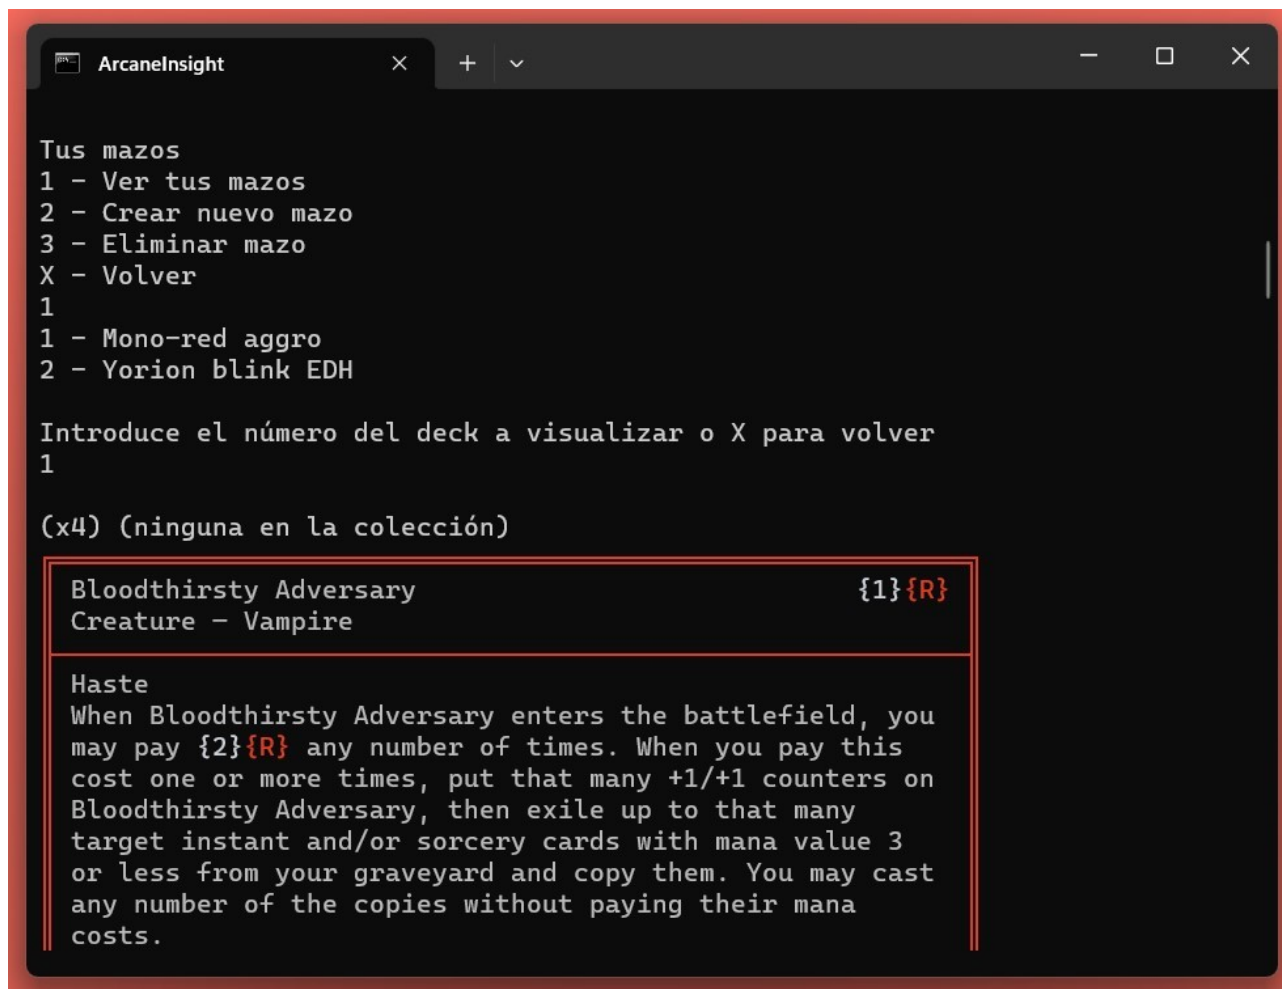 ArcaneInsight
Tus mazos
1 – Ver tus mazos
2 – Crear nuevo mazo
3 – Eliminar mazo
X – Volver
1
1 – Mono-red aggro
2 – Yorion blink EDH
Introduce el número del deck a visualizar o X para volver
1
(x4) (ninguna en la colección)
Bloodthirsty Adversary {1}{R}
Creature – Vampire
Haste
When Bloodthirsty Adversary enters the battlefield, you
may pay {2}{R} any number of times. When you pay this
cost one or more times, put that many +1/+1 counters on
Bloodthirsty Adversary, then exile up to that many
target instant and/or sorcery cards with mana value 3
or less from your graveyard and copy them. You may cast
any number of the copies without paying their mana
costs.